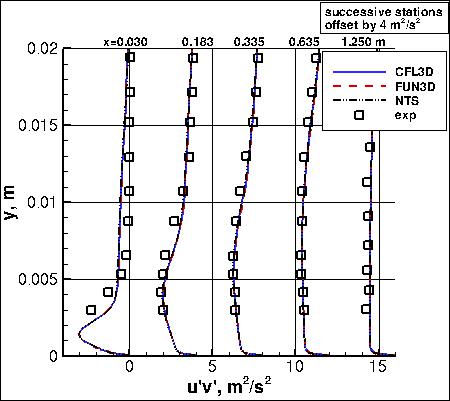 successive stations
offset by 4 m²/s²
x=0.030 0.183 0.335 0.635 1.250 m
CFL3D
FUN3D
NTS
exp
0.02
0.015
0.01
0.005
0
y, m
0 5 10 15
u'v', m²/s²